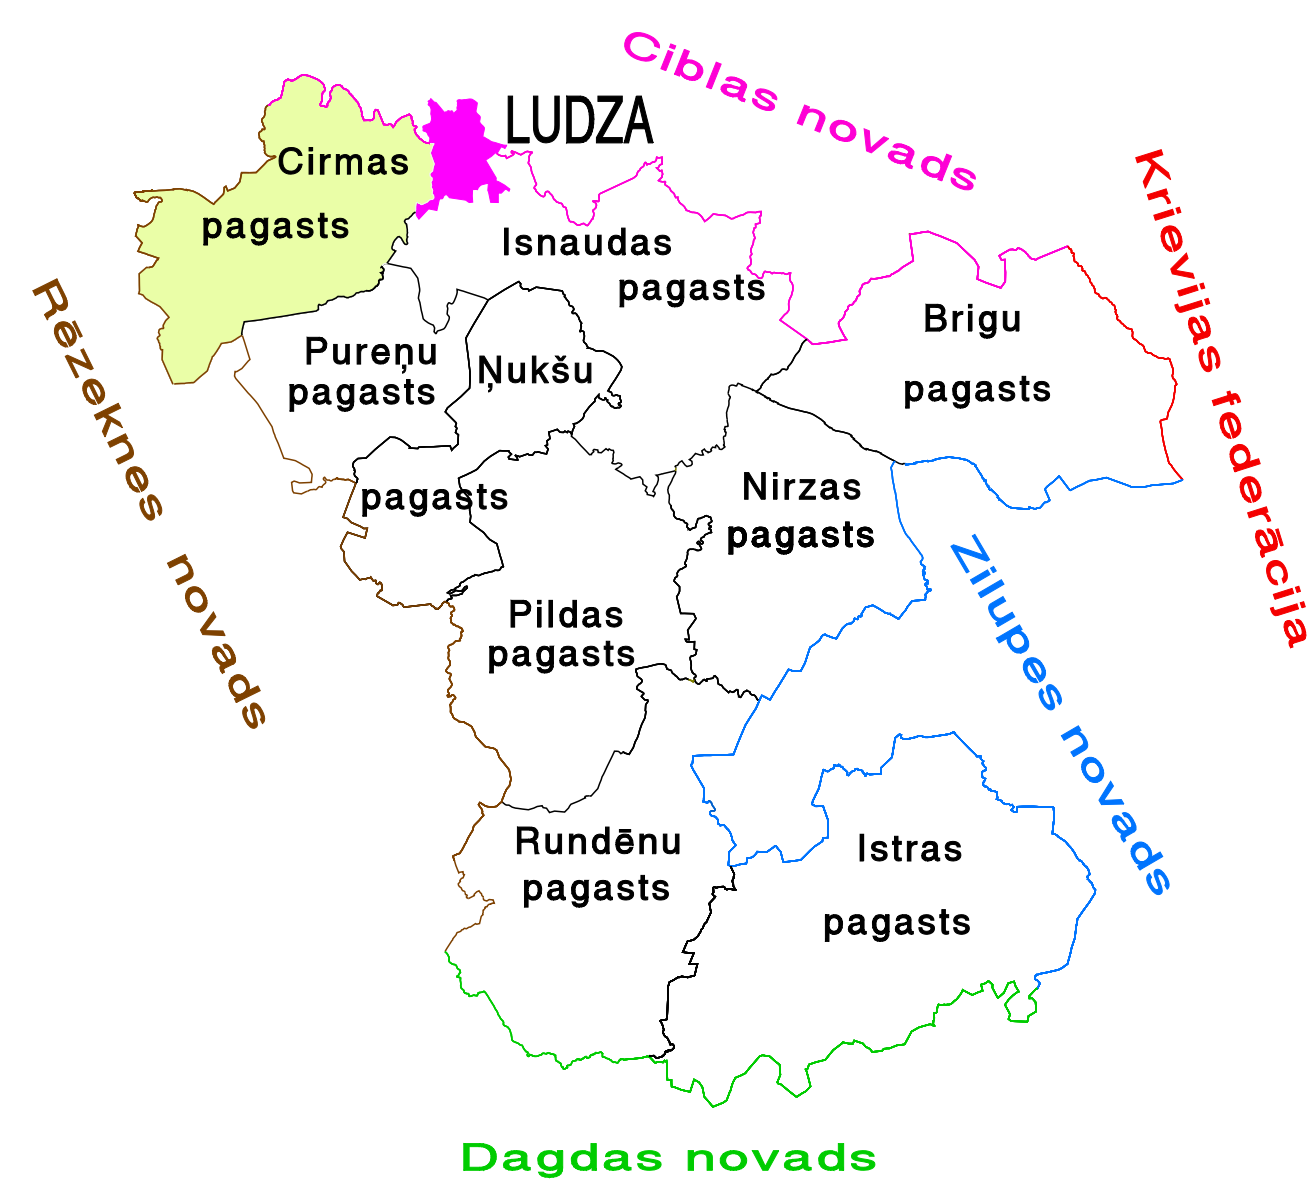 Ciblas novads
LUDZA
Cirmas
pagasts
Isnaudas
pagasts
Krievijas federācija
Rēzeknes novads
Brigu
pagasts
Pureņu
pagasts
Ņukšu
pagasts
Nirzas
pagasts
Zilupes novads
Pildas
pagasts
Rundēnu
pagasts
Istras
pagasts
Dagdas novads